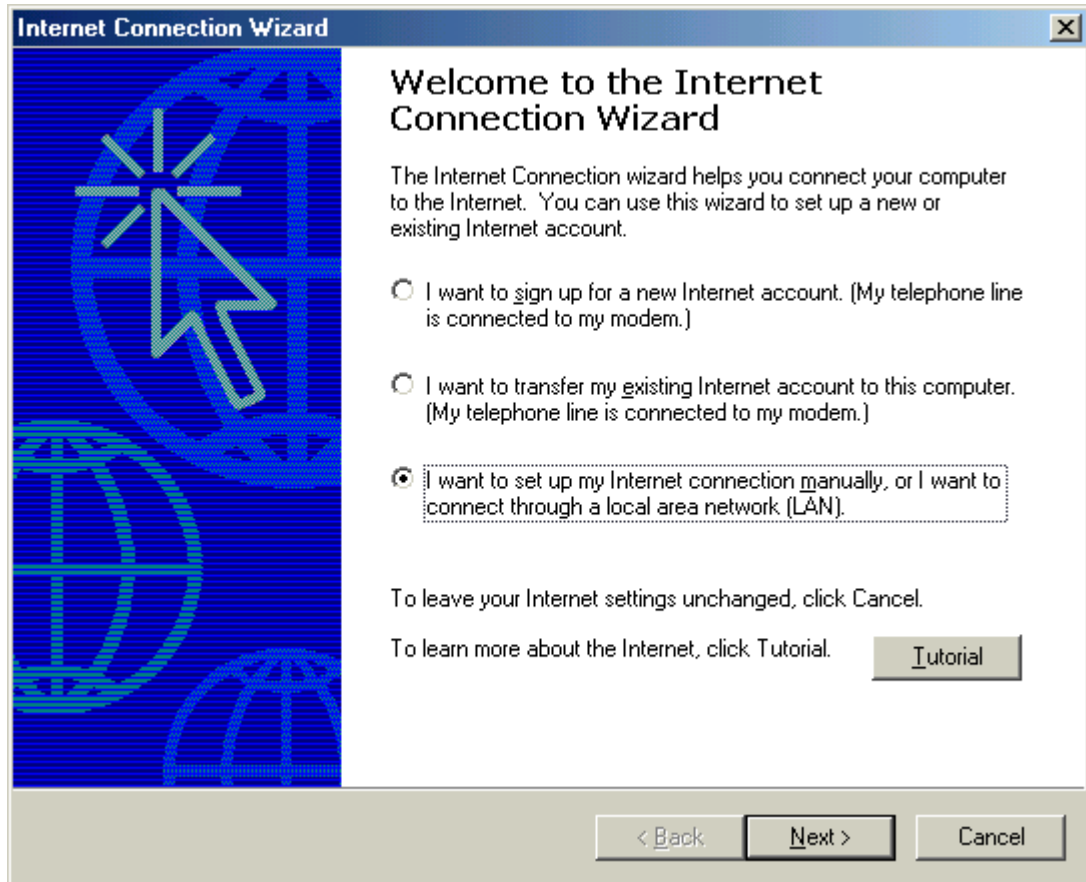 Internet Connection Wizard
Welcome to the Internet
Connection Wizard
The Internet Connection wizard helps you connect your computer
to the Internet.  You can use this wizard to set up a new or
existing Internet account.
I want to sign up for a new Internet account. (My telephone line
is connected to my modem.)
I want to transfer my existing Internet account to this computer.
(My telephone line is connected to my modem.)
I want to set up my Internet connection manually, or I want to
connect through a local area network (LAN).
To leave your Internet settings unchanged, click Cancel.
To learn more about the Internet, click Tutorial.
Tutorial
< Back
Next >
Cancel